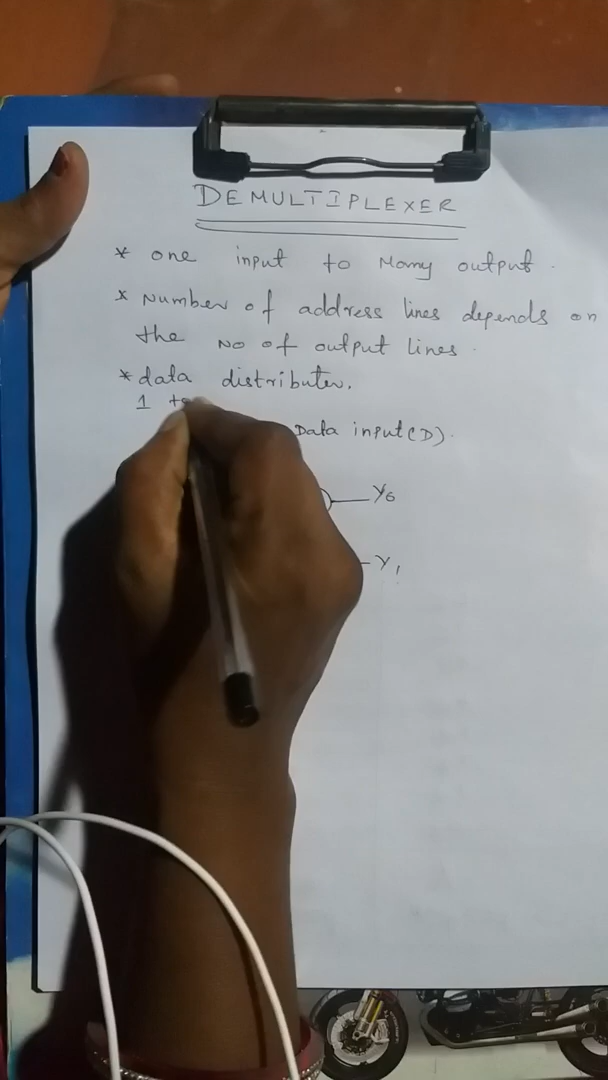 DEMULTIPLEXER
* one input to Many output.
* Number of address lines depends on
the No of output lines.
* data distributer.
1 to
Data input(D).
Y0
Y1